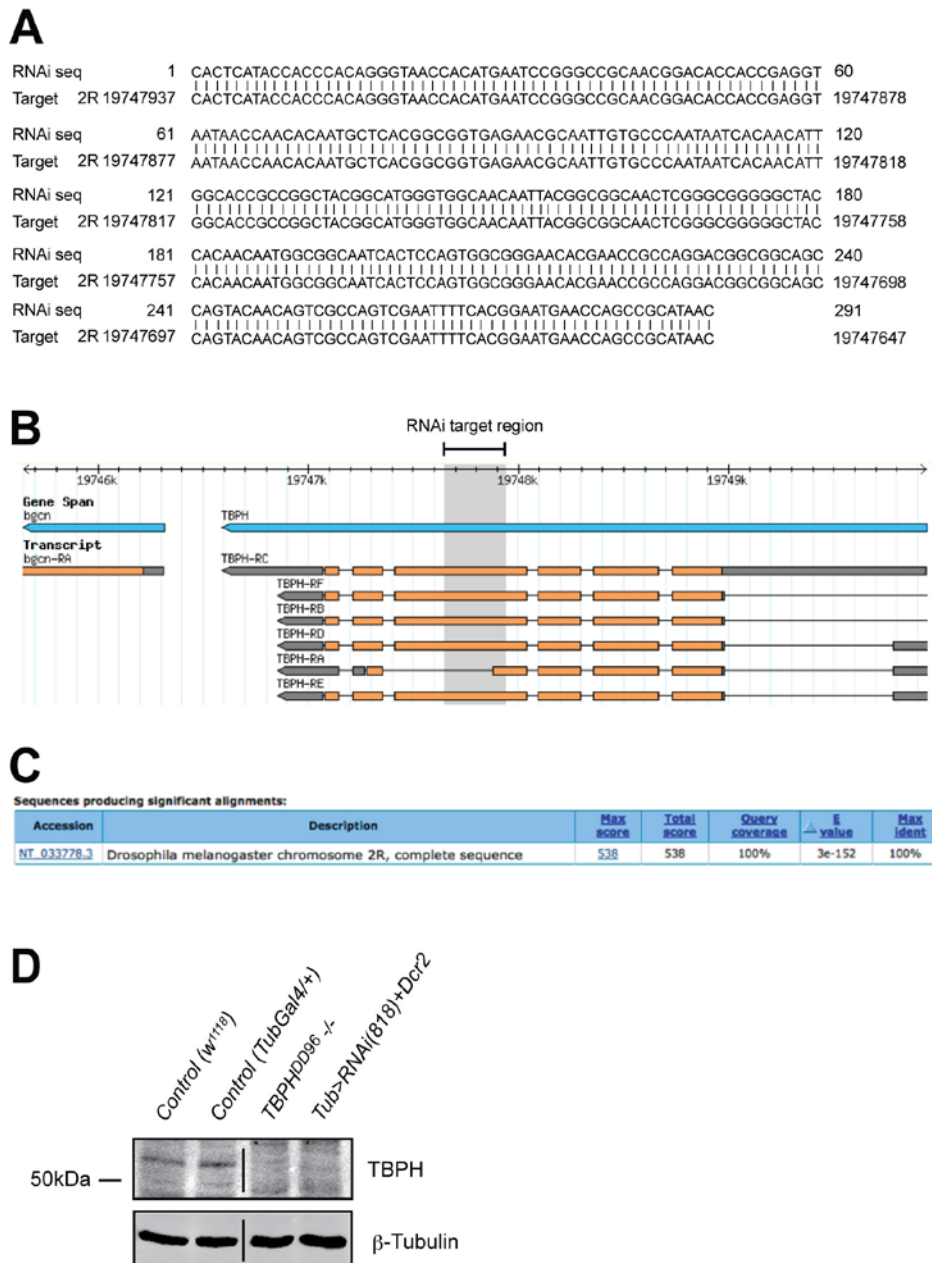 A
RNAi seq 1 CACTCATACCACCCACAGGGTAACCACATGAATCCGGGCCGCAACGGACACCACCGAGGT 60
Target 2R 19747937 CACTCATACCACCCACAGGGTAACCACATGAATCCGGGCCGCAACGGACACCACCGAGGT 19747878
RNAi seq 61 AATAACCAACACAATGCTCACGGCGGTGAGAACGCAATTGTGCCCAATAATCACAACATT 120
Target 2R 19747877 AATAACCAACACAATGCTCACGGCGGTGAGAACGCAATTGTGCCCAATAATCACAACATT 19747818
RNAi seq 121 GGCACCGCCGGCTACGGCATGGGTGGCAACAATTACGGCGGCAACTCGGGCGGGGGCTAC 180
Target 2R 19747817 GGCACCGCCGGCTACGGCATGGGTGGCAACAATTACGGCGGCAACTCGGGCGGGGGCTAC 19747758
RNAi seq 181 CACAACAATGGCGGCAATCACTCCAGTGGCGGGAACACGAACCGCCAGGACGGCGGCAGC 240
Target 2R 19747757 CACAACAATGGCGGCAATCACTCCAGTGGCGGGAACACGAACCGCCAGGACGGCGGCAGC 19747698
RNAi seq 241 CAGTACAACAGTCGCCAGTCGAATTTTCACGGAATGAACCAGCCGCATAAC 291
Target 2R 19747697 CAGTACAACAGTCGCCAGTCGAATTTTCACGGAATGAACCAGCCGCATAAC 19747647
B
RNAi target region
19746k 19747k 19748k 19749k
Gene Span
bgcn TBPH
Transcript
bgcn-RA TBPH-RC
TBPH-RF
TBPH-RB
TBPH-RD
TBPH-RA
TBPH-RE
C
Sequences producing significant alignments:
Accession Description Max score Total score Query coverage E value Max ident
NT_033778.3 Drosophila melanogaster chromosome 2R, complete sequence 538 538 100% 3e-152 100%
D
Control (w1118) Control (TubGal4/+) TBPHDD96 -/- Tub>RNAi(818)+Dcr2
50kDa TBPH
β-Tubulin